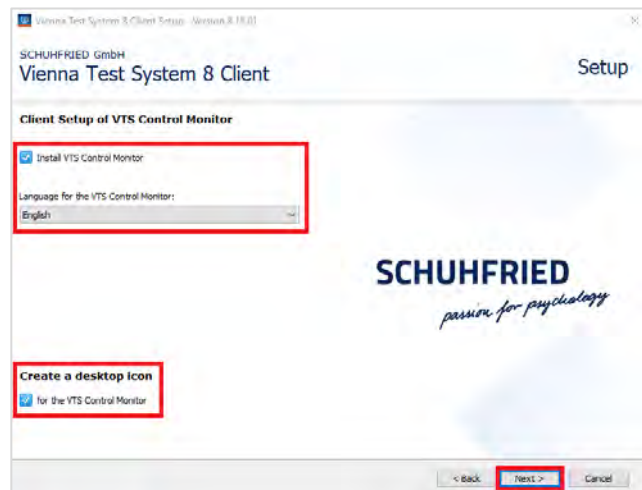 Vienna Test System 8 Client Setup - Version 8.18.01
SCHUHFRIED GmbH
Vienna Test System 8 Client
Setup
Client Setup of VTS Control Monitor
Install VTS Control Monitor
Language for the VTS Control Monitor:
English
SCHUHFRIED
passion for psychology
Create a desktop icon
for the VTS Control Monitor
< Back
Next >
Cancel